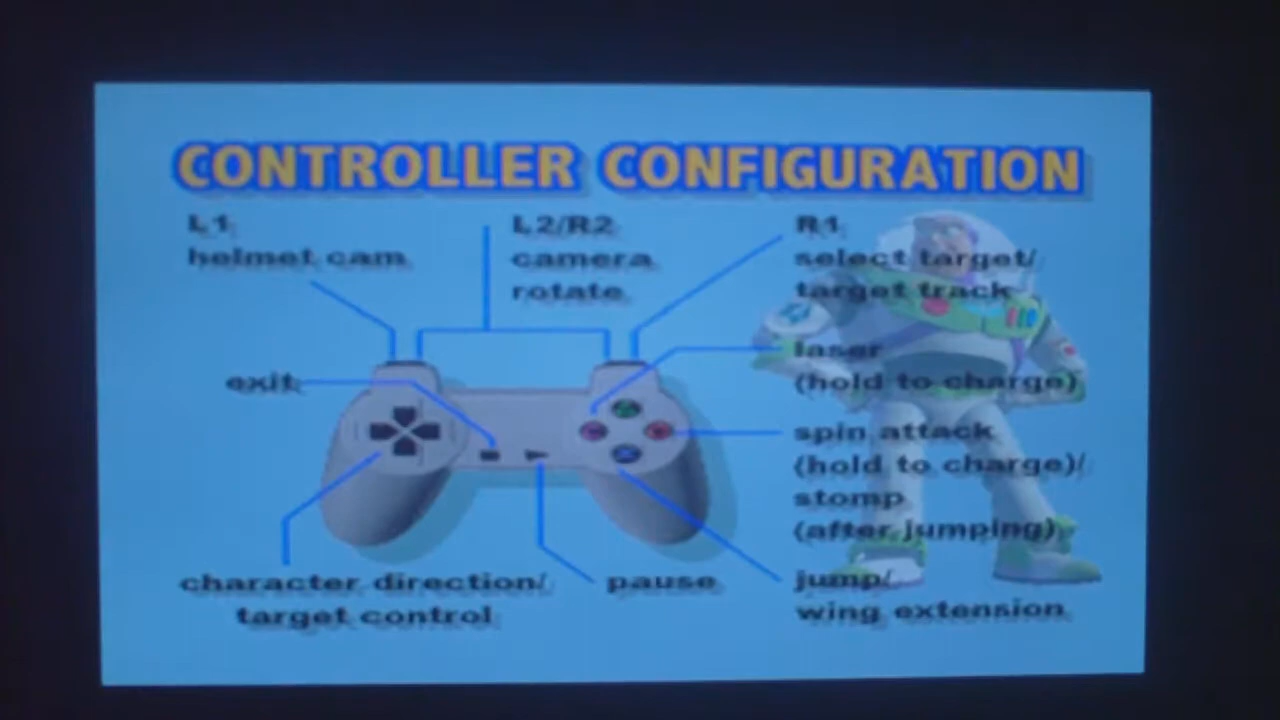 CONTROLLER CONFIGURATION
L1
helmet cam
L2/R2
camera
rotate
R1
select target/
target track
laser
(hold to charge)
exit
spin attack
(hold to charge)/
stomp
(after jumping)
character direction/
target control
pause
jump/
wing extension